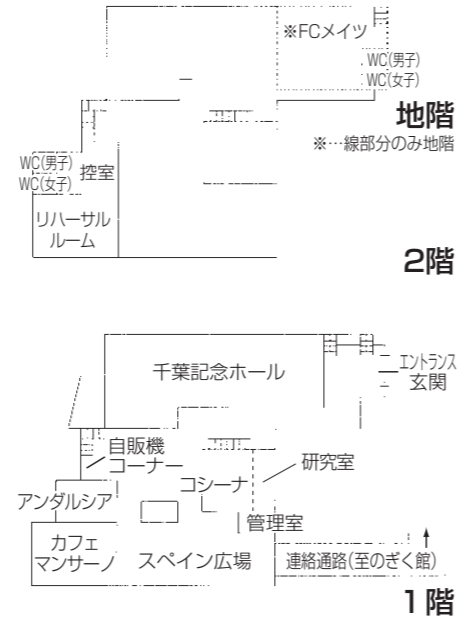 ※FCメイツ
WC(男子)
WC(女子)
地階
※…線部分のみ地階
WC(男子)
WC(女子)
控室
リハーサル
ルーム
2階
千葉記念ホール
エントランス
玄関
自販機
コーナー
研究室
コシーナ
アンダルシア
管理室
カフェ
マンサーノ
スペイン広場
連絡通路(至のぎく館)
1階